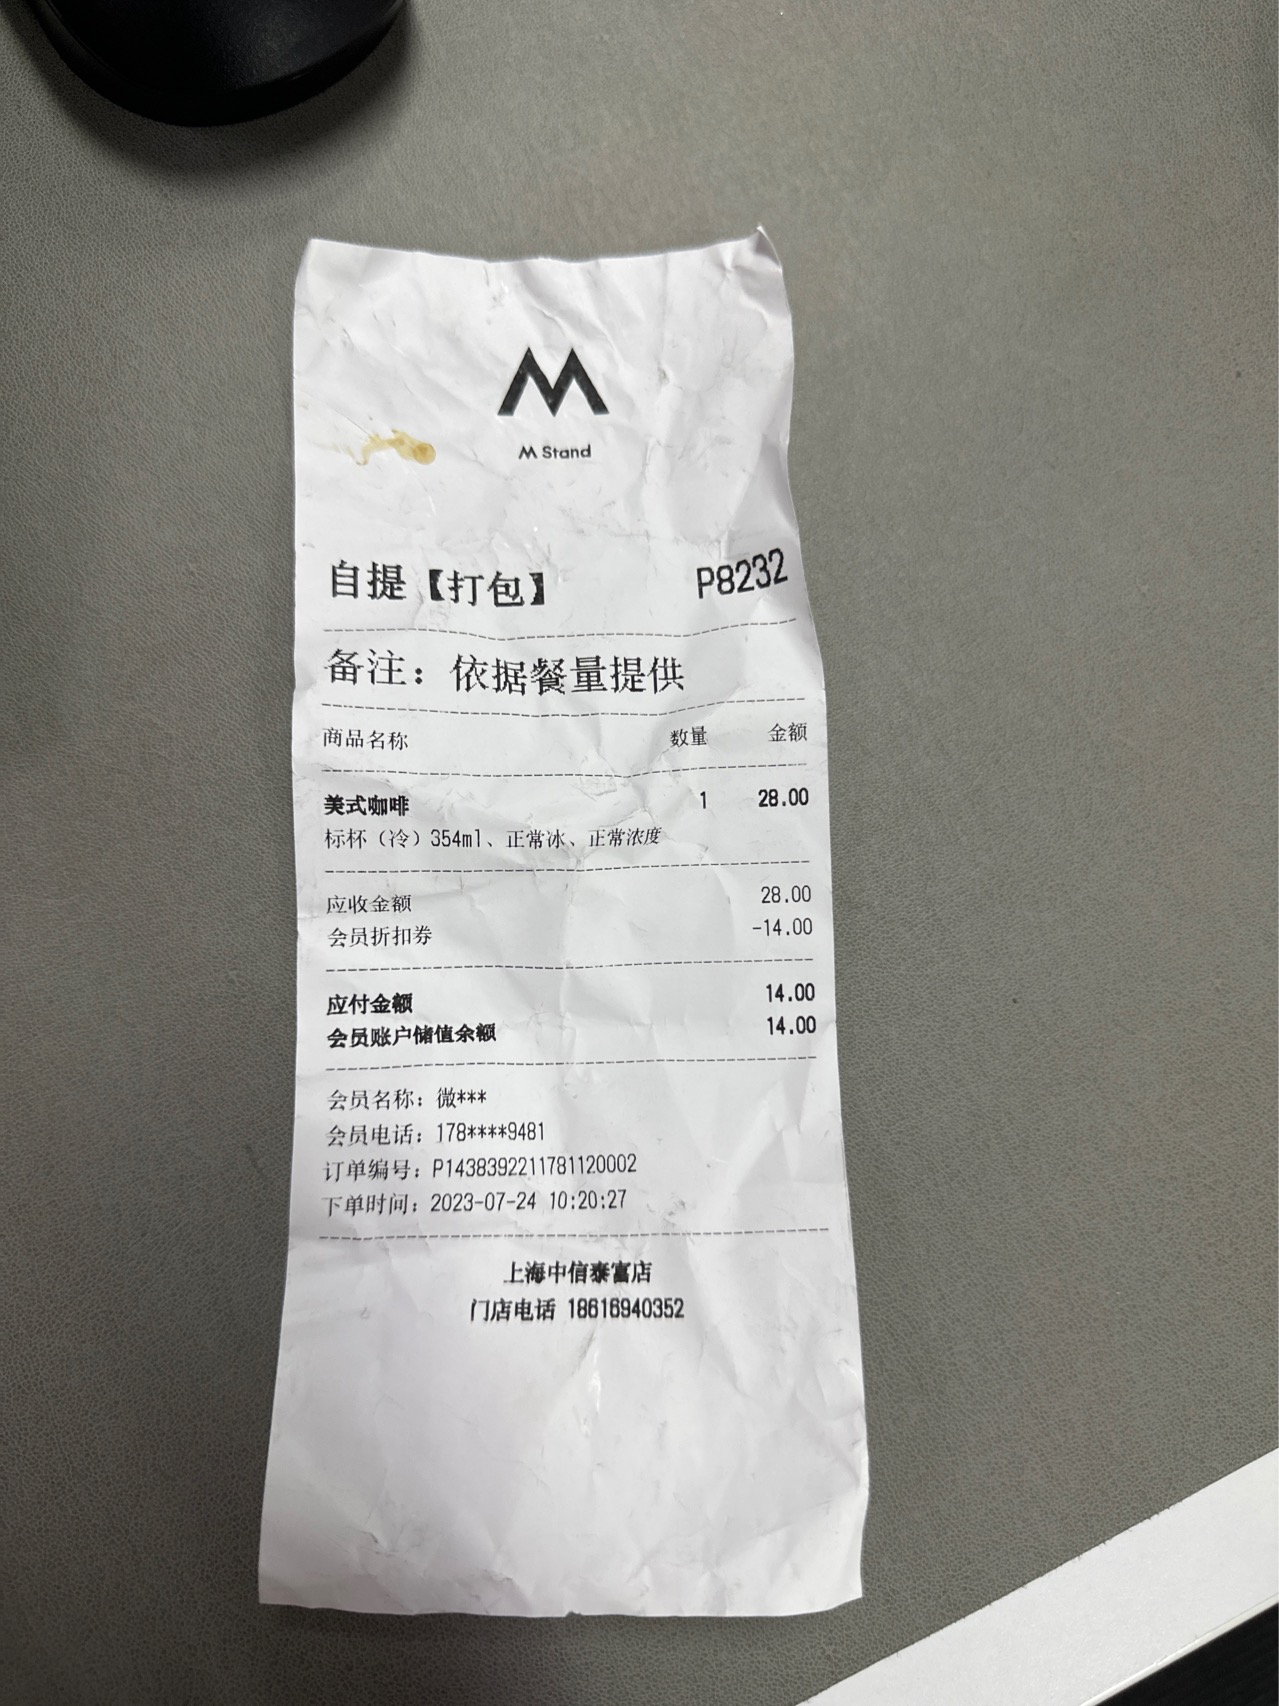 M
M Stand
自提【打包】 P8232
备注：依据餐量提供
商品名称 数量 金额
美式咖啡 1 28.00
标杯（冷）354ml、正常冰、正常浓度
应收金额 28.00
会员折扣券 -14.00
应付金额 14.00
会员账户储值余额 14.00
会员名称：微***
会员电话：178****9481
订单编号：P1438392211781120002
下单时间：2023-07-24 10:20:27
上海中信泰富店
门店电话 18616940352